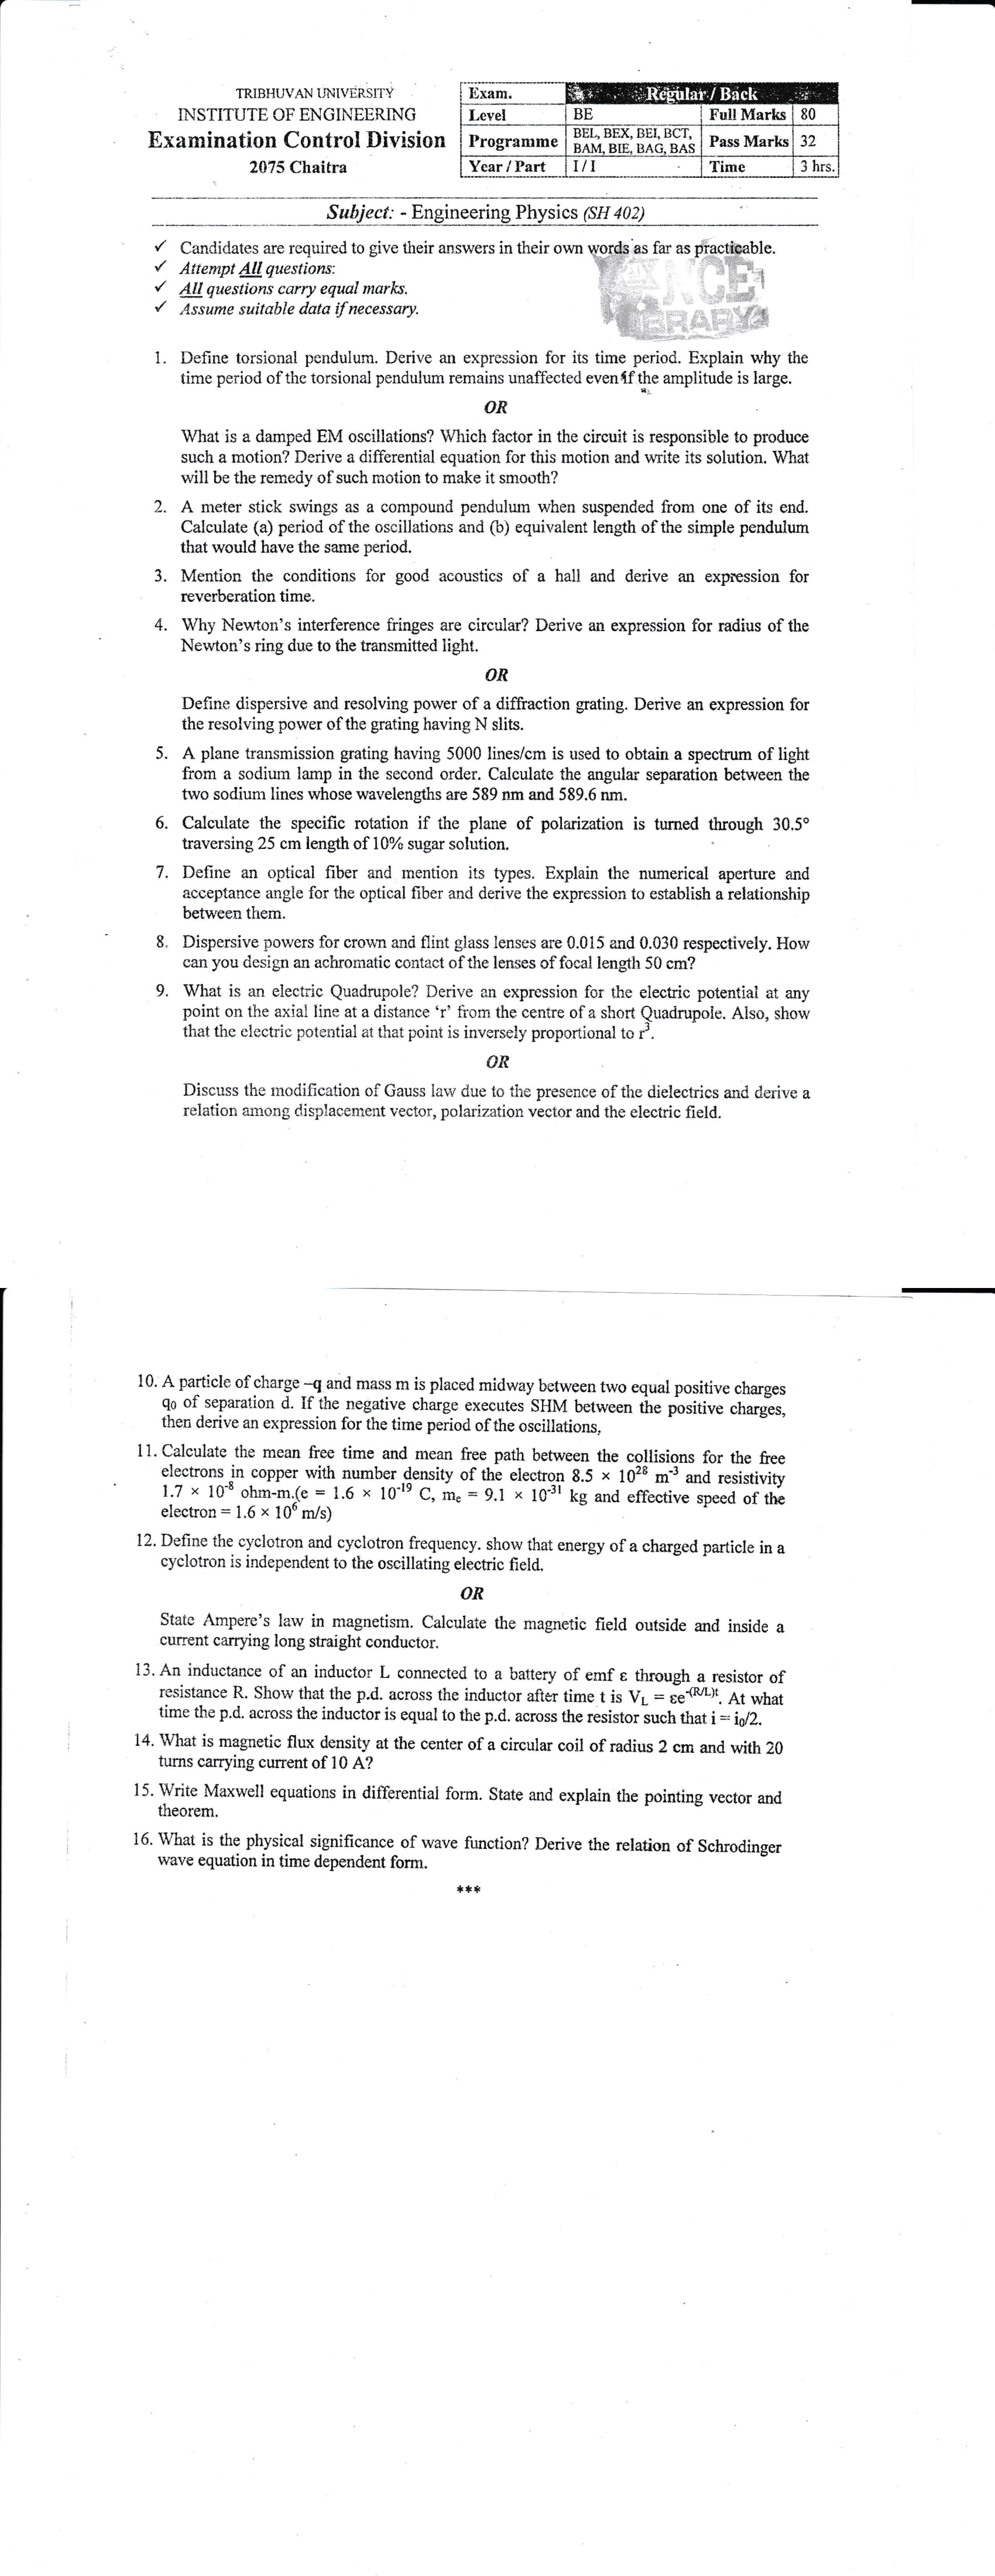 TRIBHUVAN UNIVERSITY
INSTITUTE OF ENGINEERING
Examination Control Division
2075 Chaitra
Exam. Regular / Back
Level BE Full Marks 80
Programme BEL, BEX, BEI, BCT, BAM, BIE, BAG, BAS Pass Marks 32
Year / Part I / I Time 3 hrs.
Subject: - Engineering Physics (SH 402)
✓ Candidates are required to give their answers in their own words as far as practicable.
✓ Attempt All questions:
✓ All questions carry equal marks.
✓ Assume suitable data if necessary.
NCE
LIBRARY
1. Define torsional pendulum. Derive an expression for its time period. Explain why the
time period of the torsional pendulum remains unaffected even if the amplitude is large.
OR
What is a damped EM oscillations? Which factor in the circuit is responsible to produce
such a motion? Derive a differential equation for this motion and write its solution. What
will be the remedy of such motion to make it smooth?
2. A meter stick swings as a compound pendulum when suspended from one of its end.
Calculate (a) period of the oscillations and (b) equivalent length of the simple pendulum
that would have the same period.
3. Mention the conditions for good acoustics of a hall and derive an expression for
reverberation time.
4. Why Newton's interference fringes are circular? Derive an expression for radius of the
Newton's ring due to the transmitted light.
OR
Define dispersive and resolving power of a diffraction grating. Derive an expression for
the resolving power of the grating having N slits.
5. A plane transmission grating having 5000 lines/cm is used to obtain a spectrum of light
from a sodium lamp in the second order. Calculate the angular separation between the
two sodium lines whose wavelengths are 589 nm and 589.6 nm.
6. Calculate the specific rotation if the plane of polarization is turned through 30.5°
traversing 25 cm length of 10% sugar solution.
7. Define an optical fiber and mention its types. Explain the numerical aperture and
acceptance angle for the optical fiber and derive the expression to establish a relationship
between them.
8. Dispersive powers for crown and flint glass lenses are 0.015 and 0.030 respectively. How
can you design an achromatic contact of the lenses of focal length 50 cm?
9. What is an electric Quadrupole? Derive an expression for the electric potential at any
point on the axial line at a distance 'r' from the centre of a short Quadrupole. Also, show
that the electric potential at that point is inversely proportional to r³.
OR
Discuss the modification of Gauss law due to the presence of the dielectrics and derive a
relation among displacement vector, polarization vector and the electric field.
10. A particle of charge –q and mass m is placed midway between two equal positive charges
q₀ of separation d. If the negative charge executes SHM between the positive charges,
then derive an expression for the time period of the oscillations,
11. Calculate the mean free time and mean free path between the collisions for the free
electrons in copper with number density of the electron 8.5 × 10²⁸ m⁻³ and resistivity
1.7 × 10⁻⁸ ohm-m.(e = 1.6 × 10⁻¹⁹ C, mₑ = 9.1 × 10⁻³¹ kg and effective speed of the
electron = 1.6 × 10⁶ m/s)
12. Define the cyclotron and cyclotron frequency. show that energy of a charged particle in a
cyclotron is independent to the oscillating electric field.
OR
State Ampere's law in magnetism. Calculate the magnetic field outside and inside a
current carrying long straight conductor.
13. An inductance of an inductor L connected to a battery of emf ε through a resistor of
resistance R. Show that the p.d. across the inductor after time t is V_L = εe^-(R/L)t. At what
time the p.d. across the inductor is equal to the p.d. across the resistor such that i = i₀/2.
14. What is magnetic flux density at the center of a circular coil of radius 2 cm and with 20
turns carrying current of 10 A?
15. Write Maxwell equations in differential form. State and explain the pointing vector and
theorem.
16. What is the physical significance of wave function? Derive the relation of Schrodinger
wave equation in time dependent form.
***